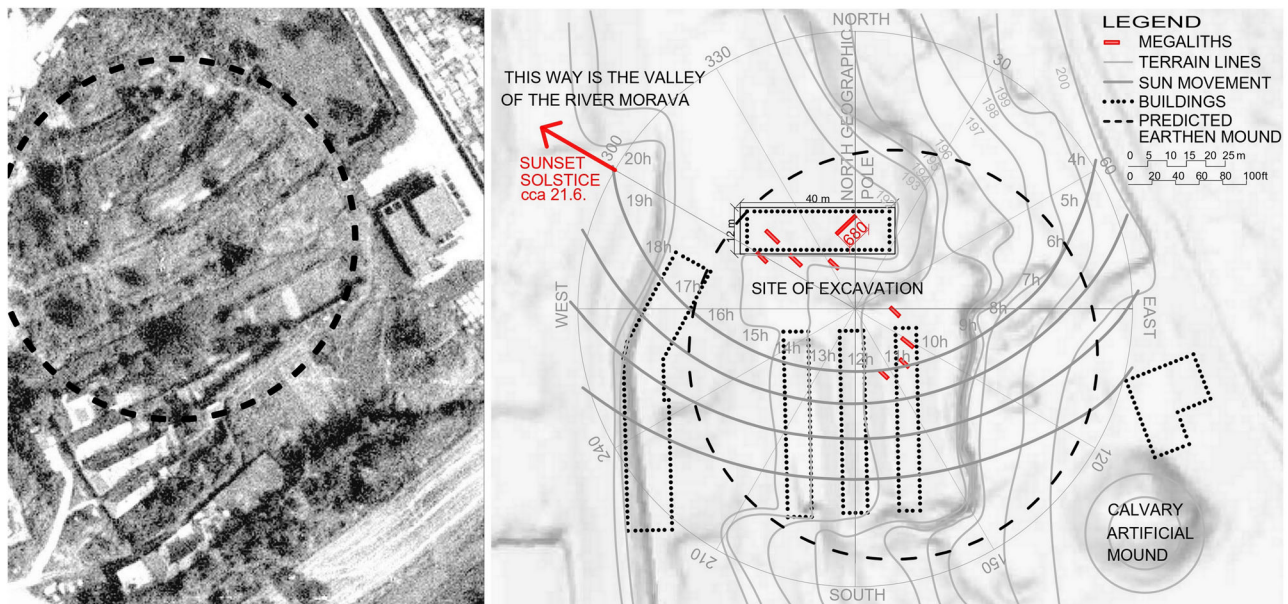 NORTH
NORTH GEOGRAPHIC
POLE
330
30
THIS WAY IS THE VALLEY
OF THE RIVER MORAVA
300
SUNSET
SOLSTICE
cca 21.6.
LEGEND
MEGALITHS
TERRAIN LINES
SUN MOVEMENT
BUILDINGS
PREDICTED
EARTHEN MOUND
0 5 10 15 20 25 m
0 20 40 60 80 100ft
200
199
198
197
196
193
60
20h
19h
18h
17h
16h
15h
14h
13h
12h
11h
10h
9h
8h
7h
6h
5h
4h
40 m
12 m
680
SITE OF EXCAVATION
WEST
EAST
240
210
150
120
SOUTH
CALVARY
ARTIFICIAL
MOUND